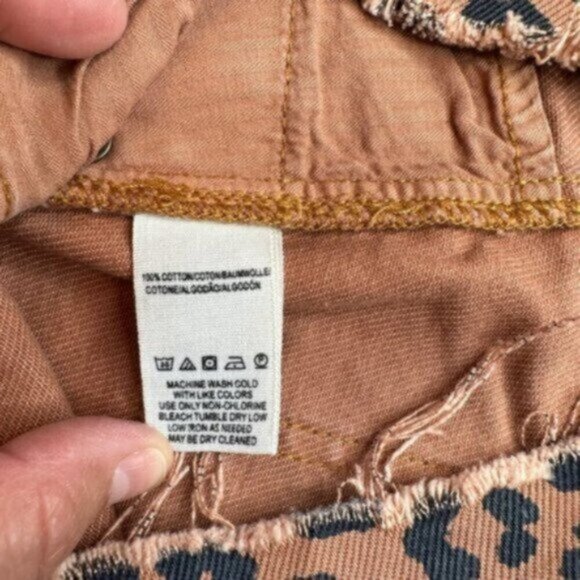 100% COTTON/COTON/BAUMWOLLE/
COTONE/ALGODÃO/ALGODÓN
MACHINE WASH COLD
WITH LIKE COLORS
USE ONLY NON-CHLORINE
BLEACH TUMBLE DRY LOW
LOW IRON AS NEEDED
MAY BE DRY CLEANED